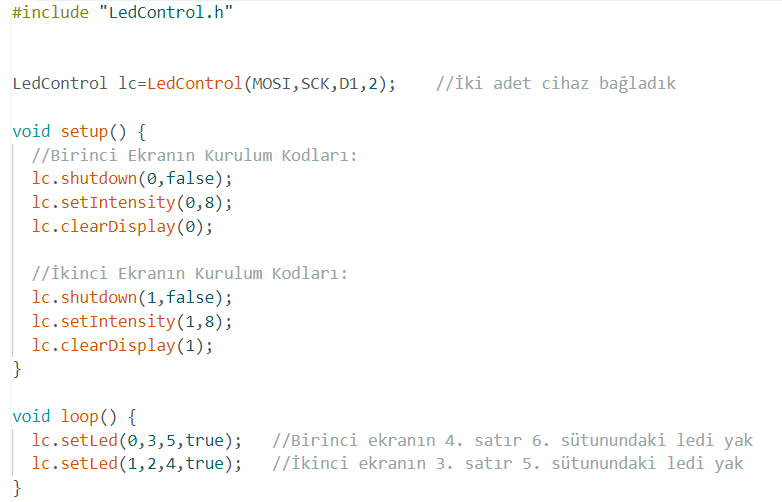 #include "LedControl.h"
LedControl lc=LedControl(MOSI,SCK,D1,2);    //İki adet cihaz bağladık
void setup() {
  //Birinci Ekranın Kurulum Kodları:
  lc.shutdown(0,false);
  lc.setIntensity(0,8);
  lc.clearDisplay(0);
  //İkinci Ekranın Kurulum Kodları:
  lc.shutdown(1,false);
  lc.setIntensity(1,8);
  lc.clearDisplay(1);
}
void loop() {
  lc.setLed(0,3,5,true);   //Birinci ekranın 4. satır 6. sütunundaki ledi yak
  lc.setLed(1,2,4,true);   //İkinci ekranın 3. satır 5. sütunundaki ledi yak
}